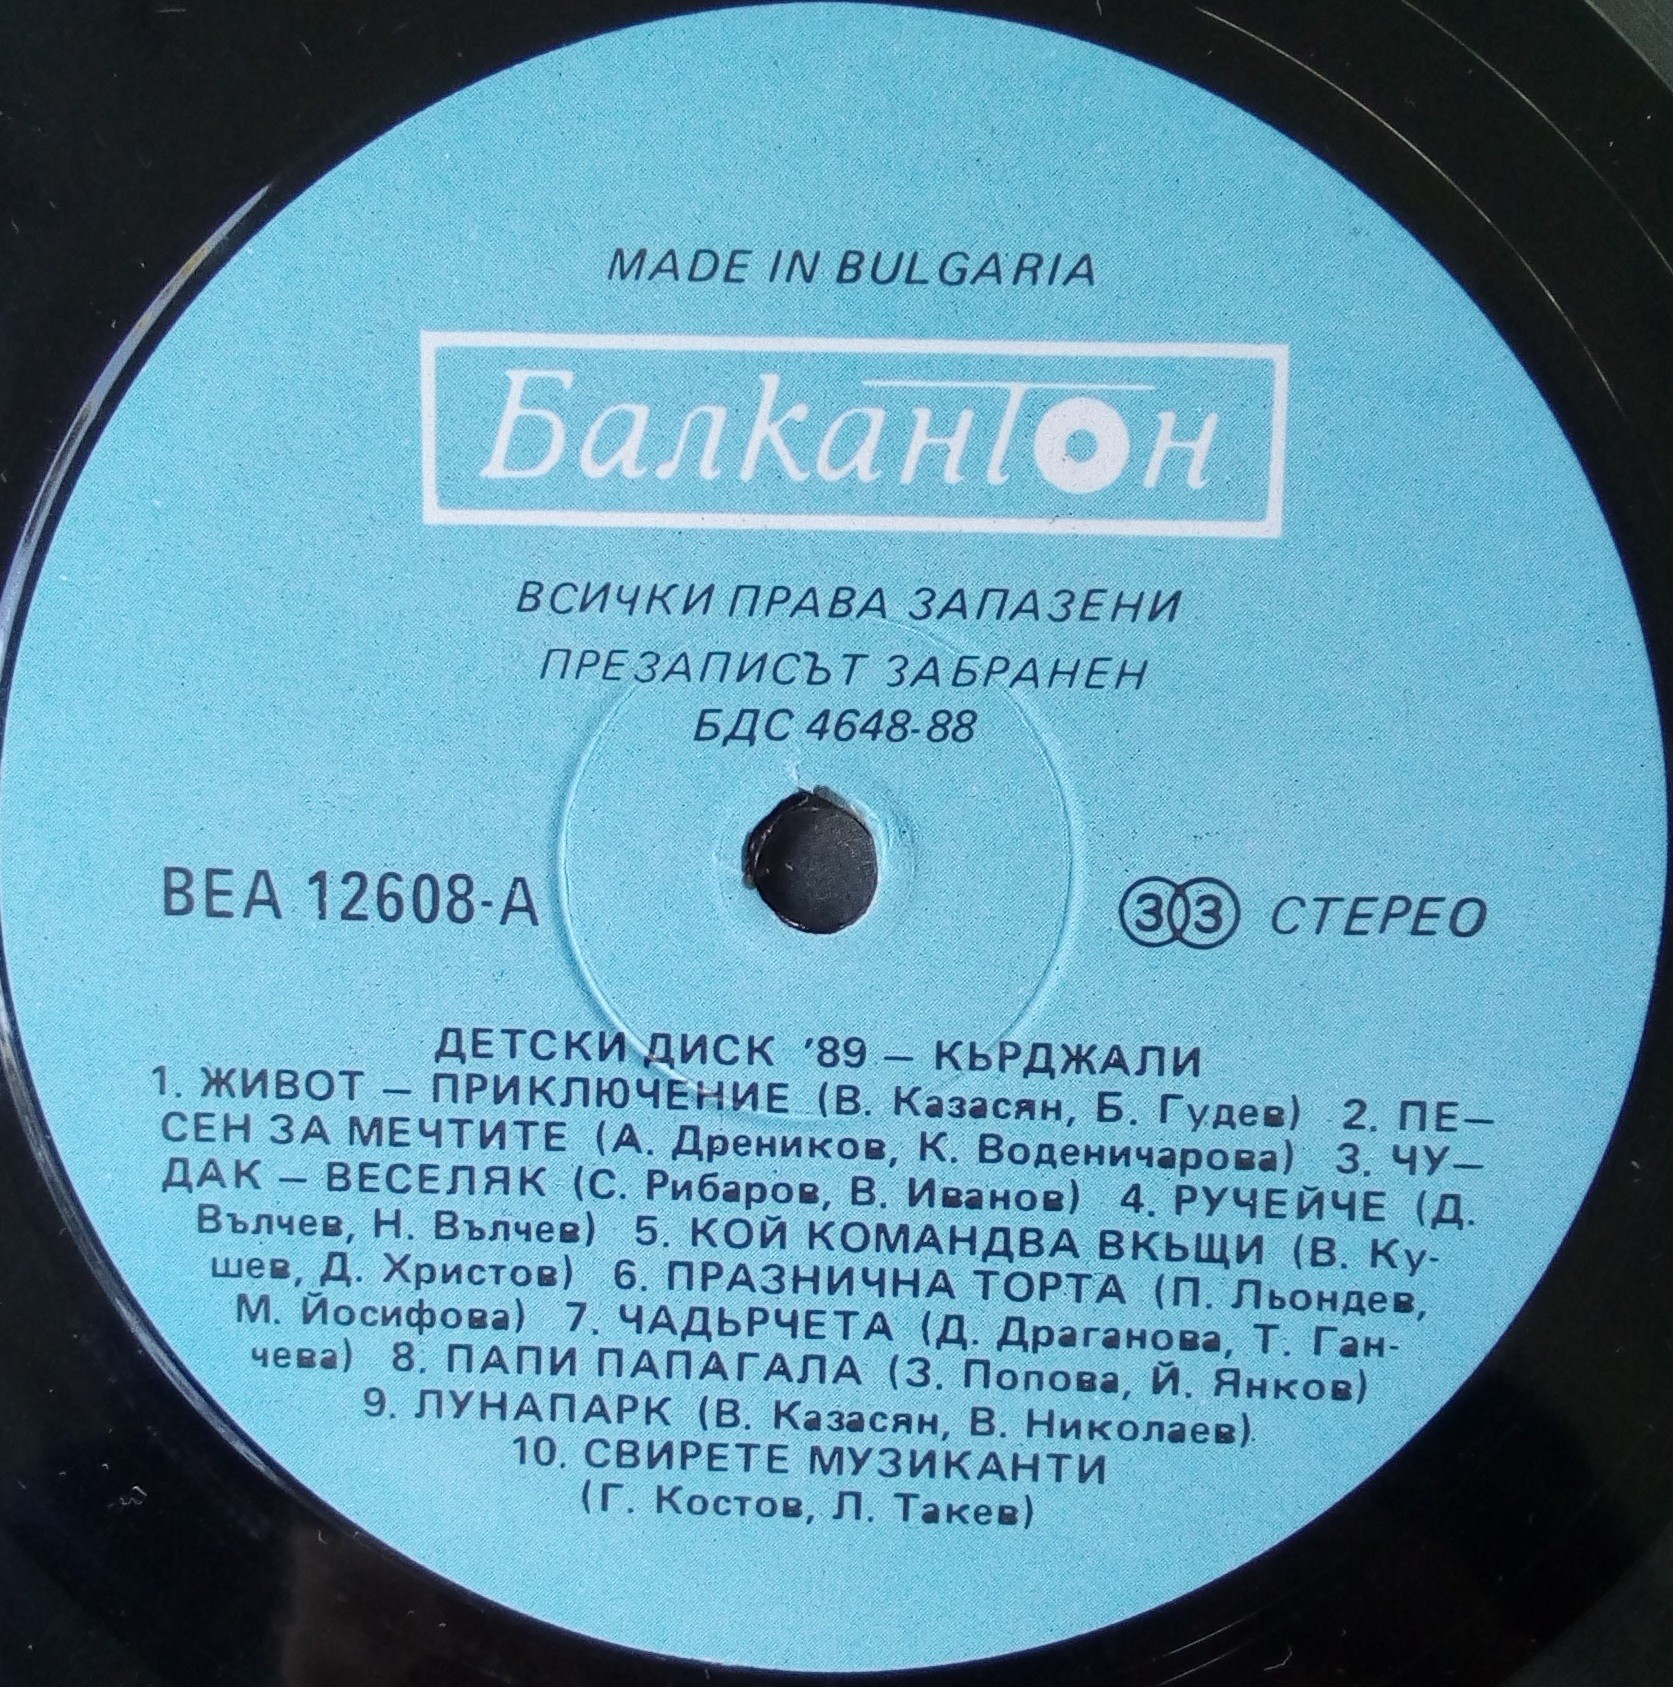 MADE IN BULGARIA
Балкантон
ВСИЧКИ ПРАВА ЗАПАЗЕНИ
ПРЕЗАПИСЪТ ЗАБРАНЕН
БДС 4648-88
ВЕА 12608-А
33 СТЕРЕО
ДЕТСКИ ДИСК '89 — КЬРДЖАЛИ
1. ЖИВОТ — ПРИКЛЮЧЕНИЕ (В. Казасян, Б. Гудев) 2. ПЕ—
СЕН ЗА МЕЧТИТЕ (А. Дреников, К. Воденичарова) 3. ЧУ—
ДАК — ВЕСЕЛЯК (С. Рибаров, В. Иванов) 4. РУЧЕЙЧЕ (Д.
Вълчев, Н. Вълчев) 5. КОЙ КОМАНДВА ВКЬЩИ (В. Ку-
шев, Д. Христов) 6. ПРАЗНИЧНА ТОРТА (П. Льондев,
М. Йосифова) 7. ЧАДЬРЧЕТА (Д. Драганова, Т. Ган-
чева) 8. ПАПИ ПАПАГАЛА (З. Попова, Й. Янков)
9. ЛУНАПАРК (В. Казасян, В. Николаев).
10. СВИРЕТЕ МУЗИКАНТИ
(Г. Костов, Л. Такев)